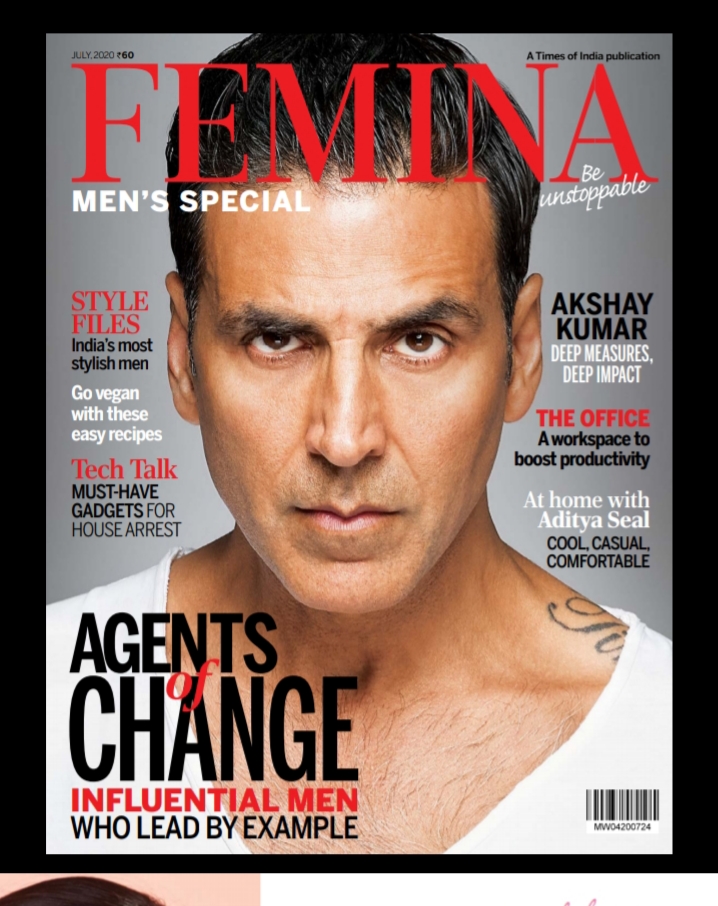 JULY, 2020 ₹60
A Times of India publication
FEMINA
Be
unstoppable
MEN'S SPECIAL
STYLE
FILES
India's most
stylish men
Go vegan
with these
easy recipes
Tech Talk
MUST-HAVE
GADGETS FOR
HOUSE ARREST
AKSHAY
KUMAR
DEEP MEASURES,
DEEP IMPACT
THE OFFICE
A workspace to
boost productivity
At home with
Aditya Seal
COOL, CASUAL,
COMFORTABLE
AGENTS
of
CHANGE
INFLUENTIAL MEN
WHO LEAD BY EXAMPLE
MW04200724